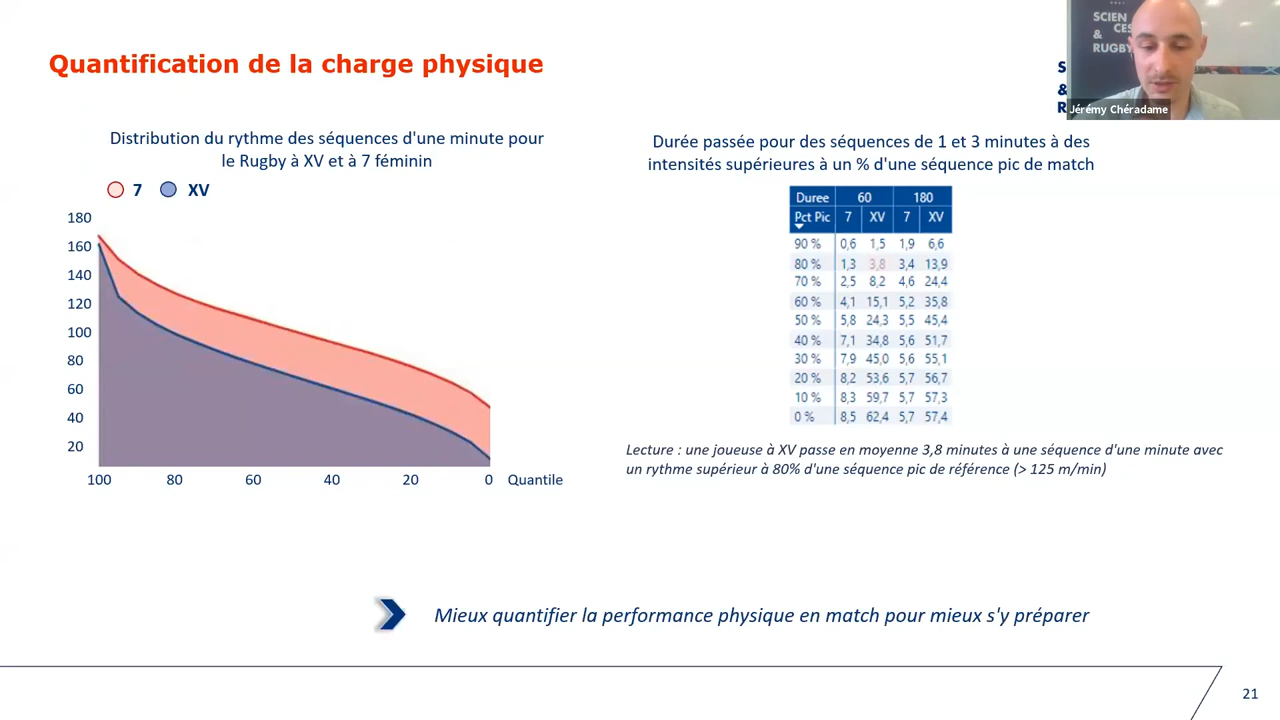 Quantification de la charge physique
SCIEN
CES
&
RUGBY
S
&
R
Jérémy Chéradame
Distribution du rythme des séquences d'une minute pour
le Rugby à XV et à 7 féminin
7 XV
180
160
140
120
100
80
60
40
20
100 80 60 40 20 0 Quantile
Durée passée pour des séquences de 1 et 3 minutes à des
intensités supérieures à un % d'une séquence pic de match
Duree 60 180
Pct Pic 7 XV 7 XV
90 % 0,6 1,5 1,9 6,6
80 % 1,3 3,8 3,4 13,9
70 % 2,5 8,2 4,6 24,4
60 % 4,1 15,1 5,2 35,8
50 % 5,8 24,3 5,5 45,4
40 % 7,1 34,8 5,6 51,7
30 % 7,9 45,0 5,6 55,1
20 % 8,2 53,6 5,7 56,7
10 % 8,3 59,7 5,7 57,3
0 % 8,5 62,4 5,7 57,4
Lecture : une joueuse à XV passe en moyenne 3,8 minutes à une séquence d'une minute avec
un rythme supérieur à 80% d'une séquence pic de référence (> 125 m/min)
Mieux quantifier la performance physique en match pour mieux s'y préparer
21